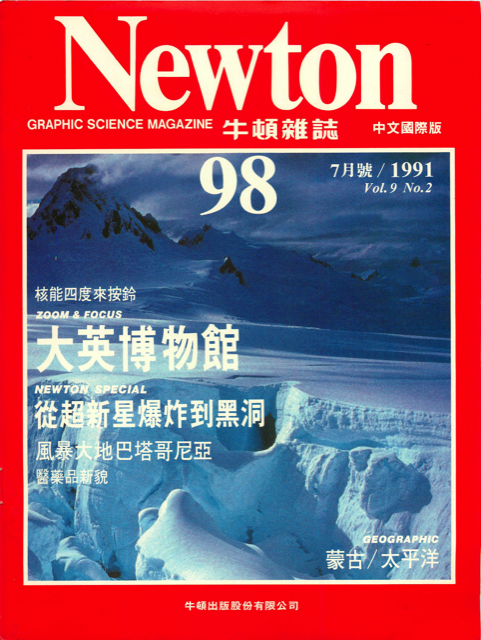 Newton
GRAPHIC SCIENCE MAGAZINE 牛頓雜誌 中文國際版
98
7月號 / 1991
Vol.9 No.2
核能四度來按鈴
ZOOM & FOCUS
大英博物館
NEWTON SPECIAL
從超新星爆炸到黑洞
風暴大地巴塔哥尼亞
醫藥品新貌
GEOGRAPHIC
蒙古/太平洋
牛頓出版股份有限公司